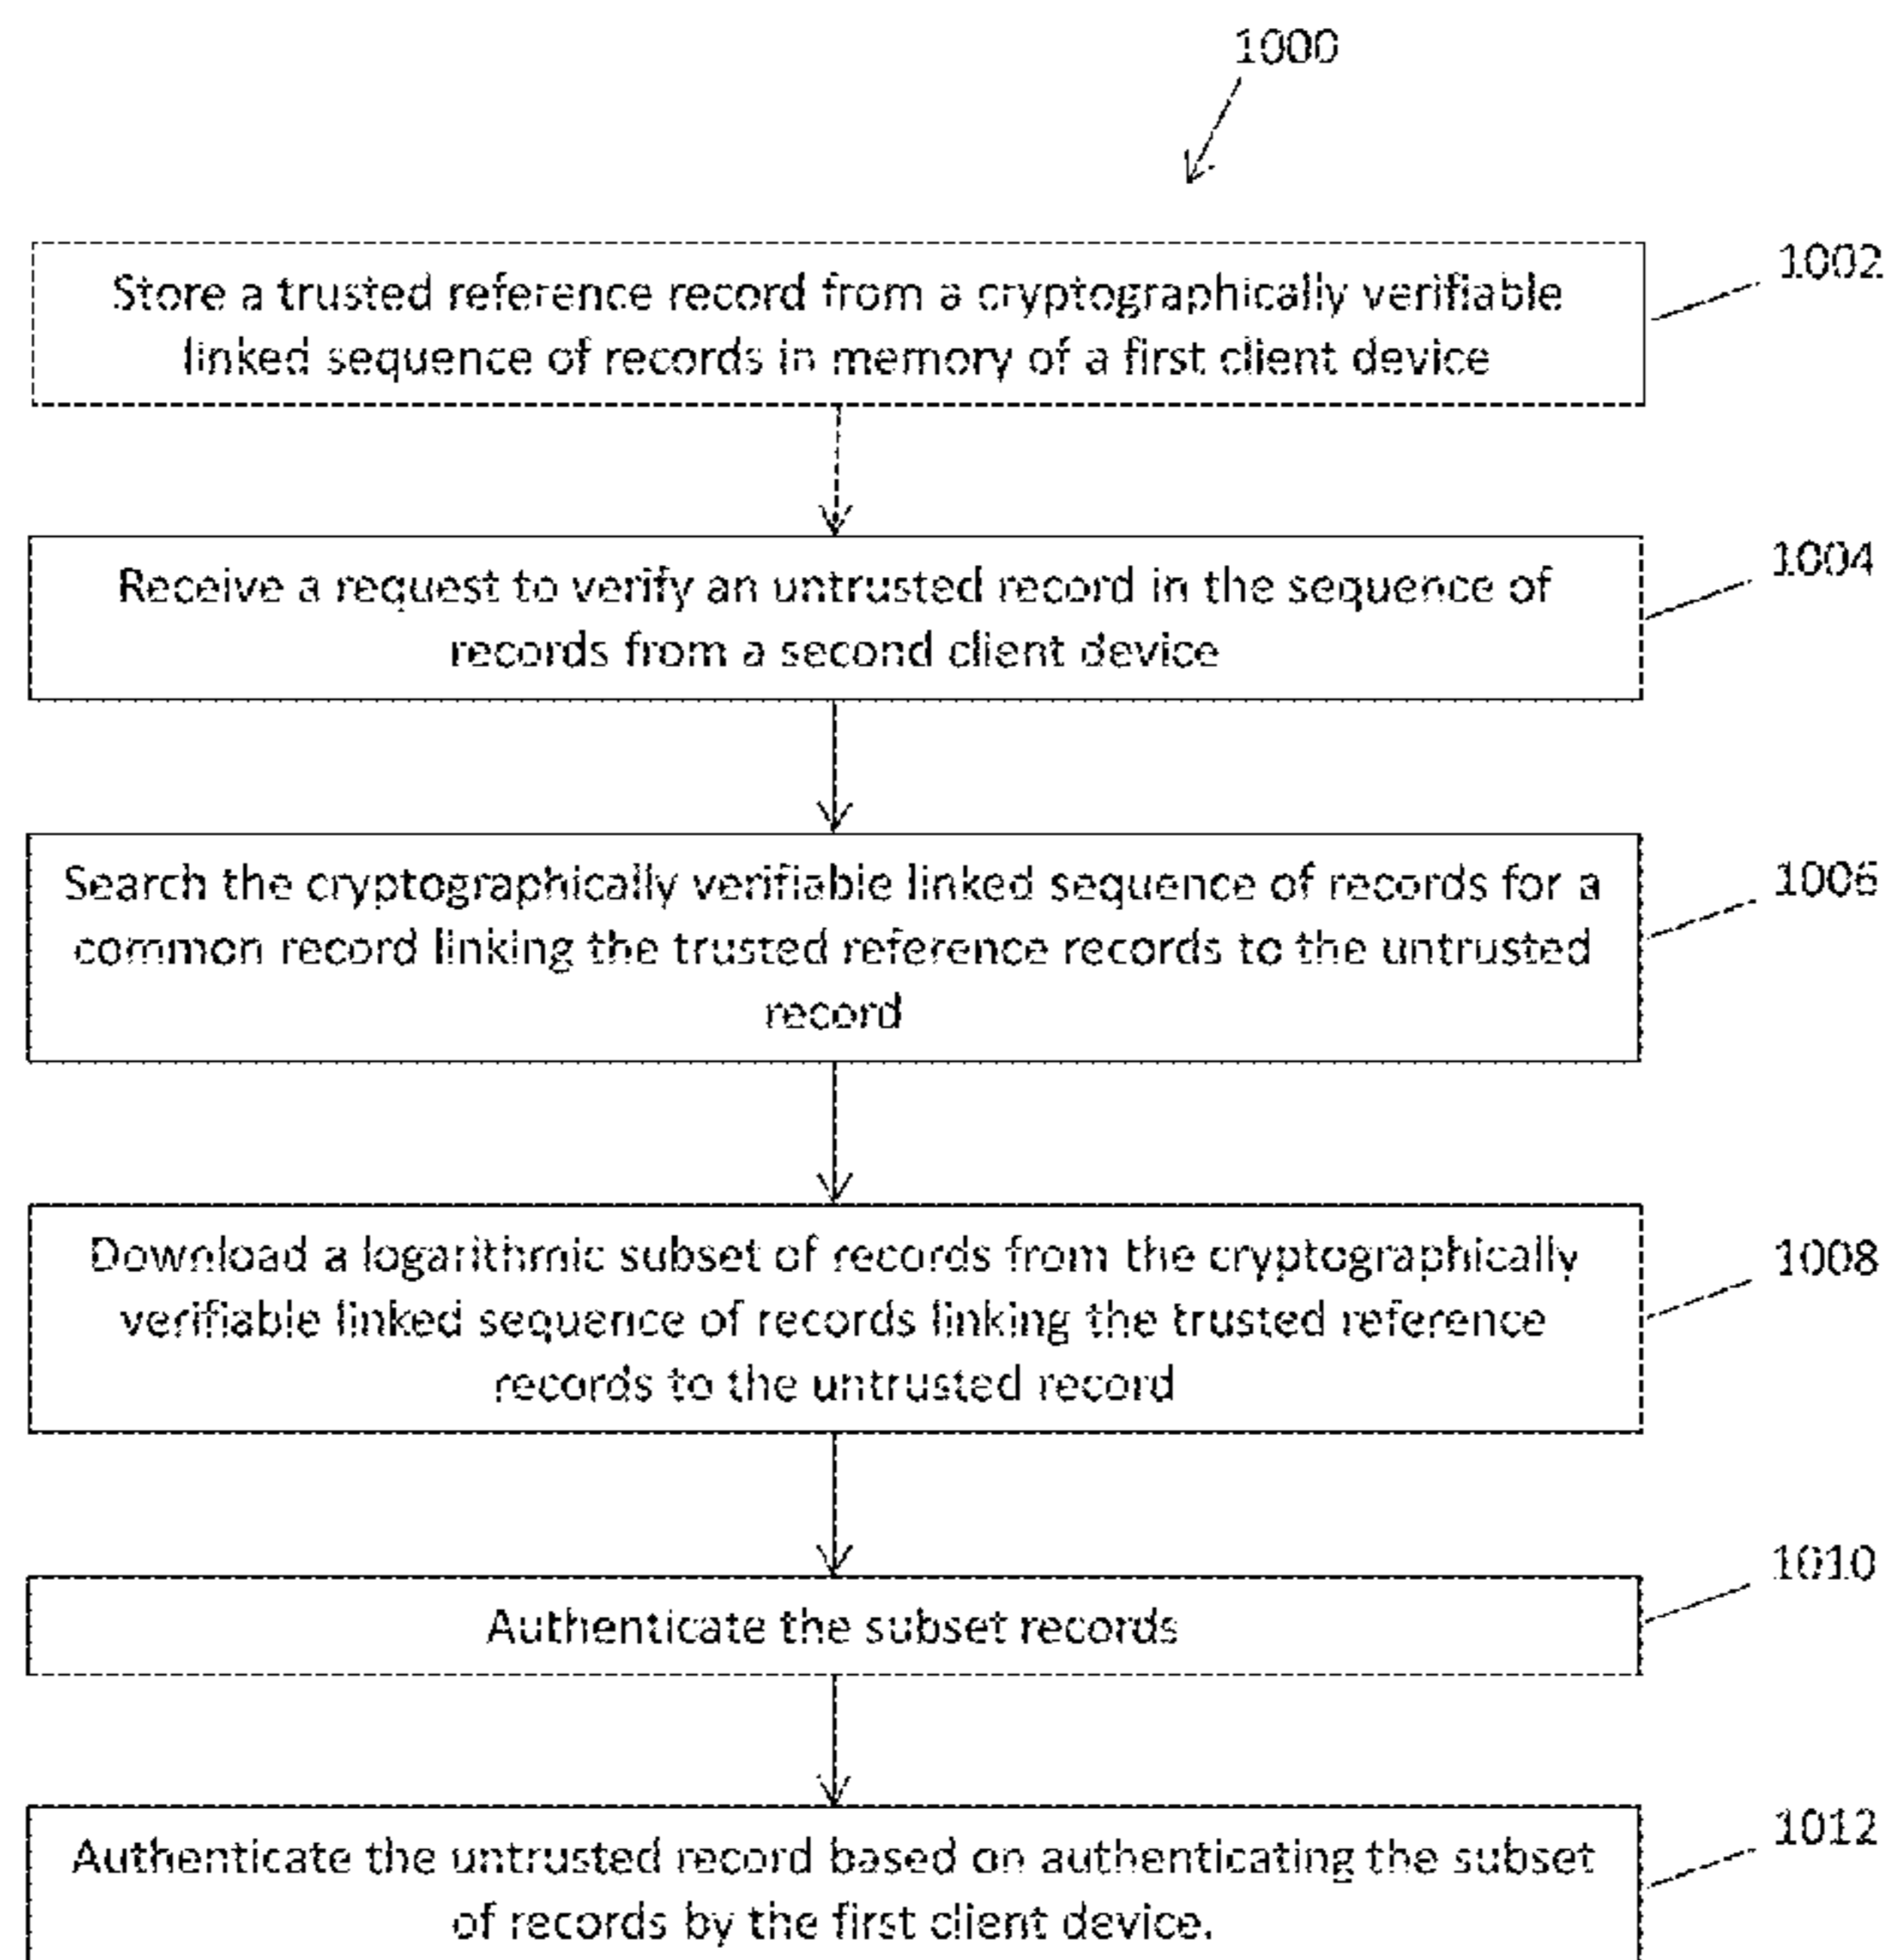 1000
Store a trusted reference record from a cryptographically verifiable
linked sequence of records in memory of a first client device
1002
Receive a request to verify an untrusted record in the sequence of
records from a second client device
1004
Search the cryptographically verifiable linked sequence of records for a
common record linking the trusted reference records to the untrusted
record
1006
Download a logarithmic subset of records from the cryptographically
verifiable linked sequence of records linking the trusted reference
records to the untrusted record
1008
Authenticate the subset records
1010
Authenticate the untrusted record based on authenticating the subset
of records by the first client device.
1012